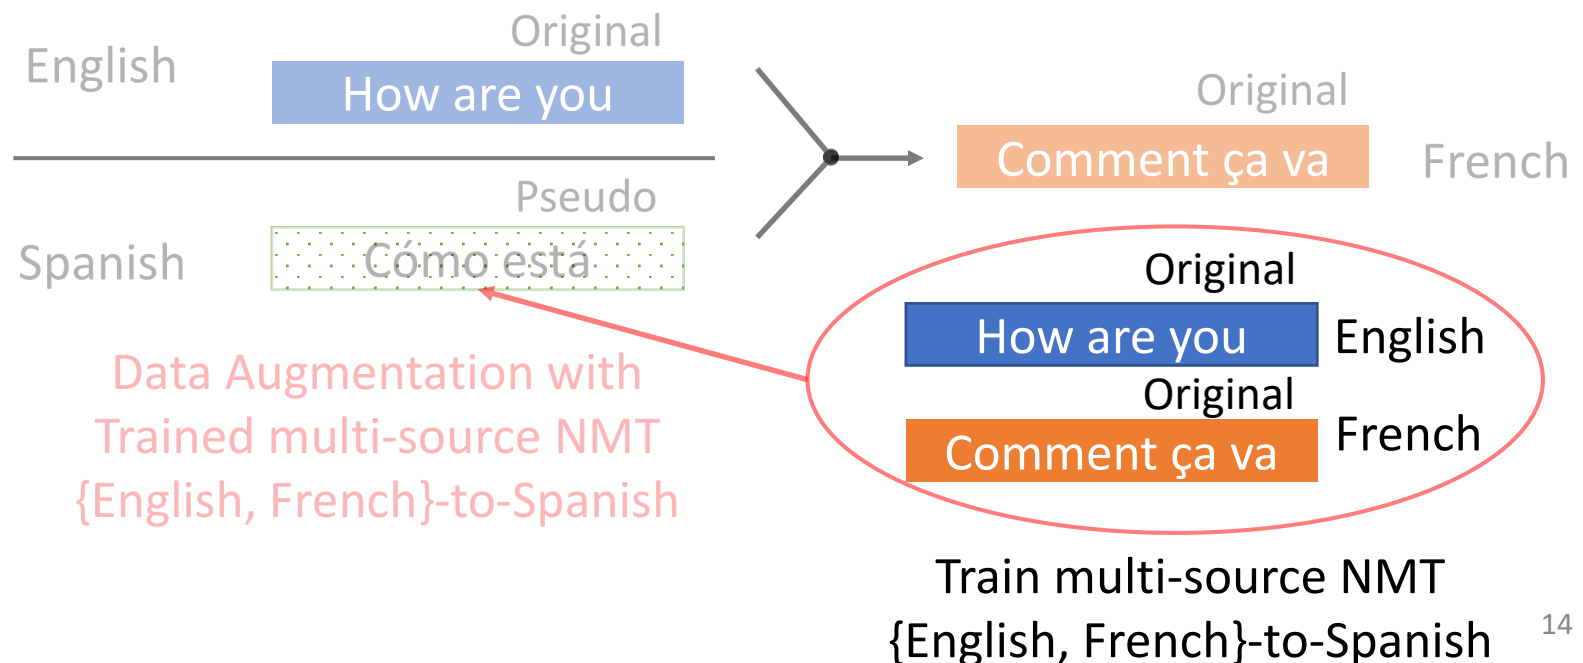 Original
English
How are you
Pseudo
Spanish
Cómo está
Original
Comment ça va
French
Data Augmentation with
Trained multi-source NMT
{English, French}-to-Spanish
Original
How are you
English
Original
Comment ça va
French
Train multi-source NMT
{English, French}-to-Spanish
14